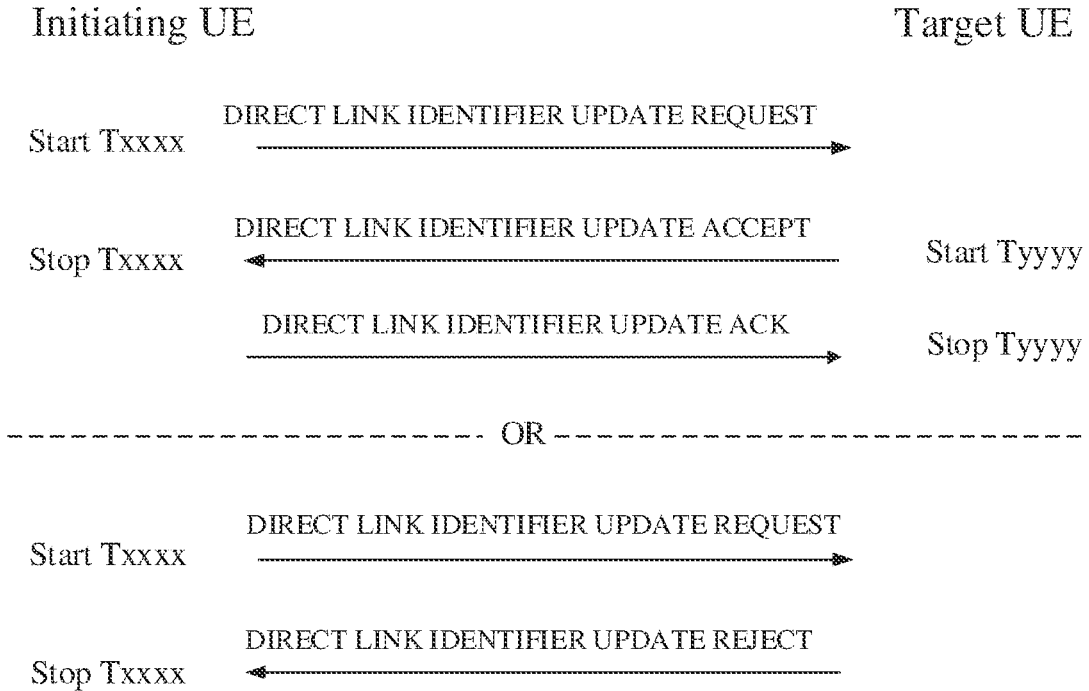 Initiating UE Target UE
DIRECT LINK IDENTIFIER UPDATE REQUEST
Start Txxxx
DIRECT LINK IDENTIFIER UPDATE ACCEPT
Stop Txxxx Start Tyyyy
DIRECT LINK IDENTIFIER UPDATE ACK
Stop Tyyyy
OR
DIRECT LINK IDENTIFIER UPDATE REQUEST
Start Txxxx
DIRECT LINK IDENTIFIER UPDATE REJECT
Stop Txxxx